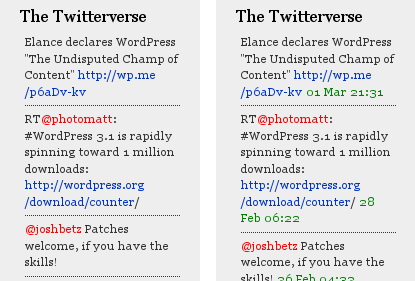 The Twitterverse
Elance declares WordPress
"The Undisputed Champ of
Content" http://wp.me
/p6aDv-kv
RT@photomatt:
#WordPress 3.1 is rapidly
spinning toward 1 million
downloads:
http://wordpress.org
/download/counter/
@joshbetz Patches
welcome, if you have the
skills!
The Twitterverse
Elance declares WordPress
"The Undisputed Champ of
Content" http://wp.me
/p6aDv-kv 01 Mar 21:31
RT@photomatt:
#WordPress 3.1 is rapidly
spinning toward 1 million
downloads:
http://wordpress.org
/download/counter/ 28
Feb 06:22
@joshbetz Patches
welcome, if you have the
skills! 26 Feb 04:33